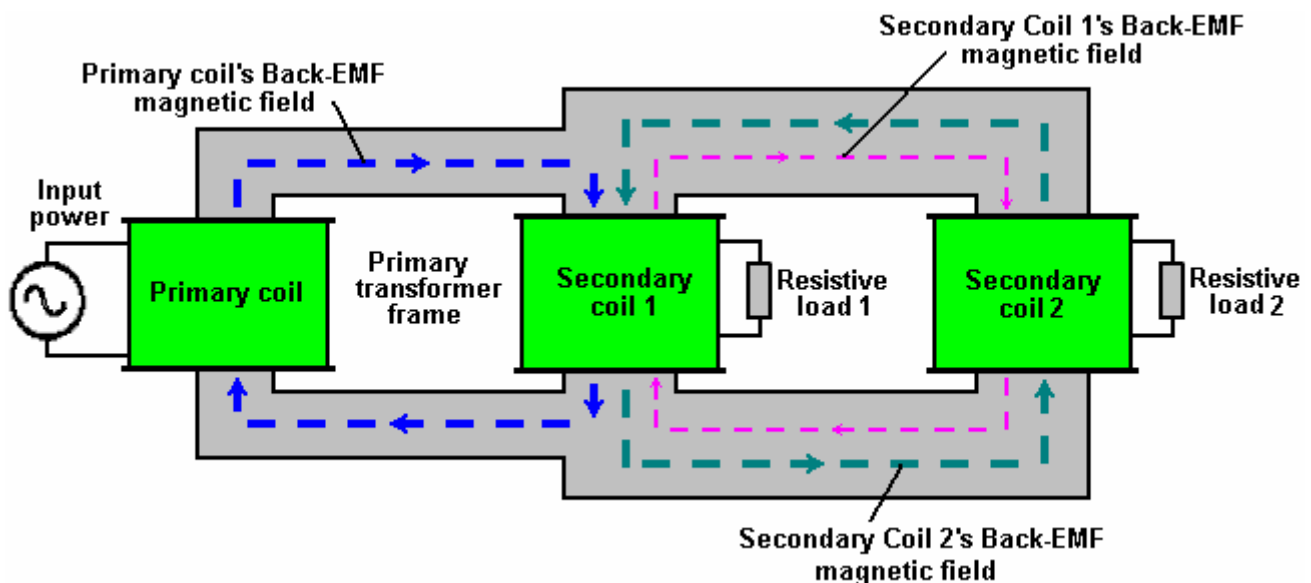 Secondary Coil 1's Back-EMF
magnetic field
Primary coil's Back-EMF
magnetic field
Input
power
Primary coil
Primary
transformer
frame
Secondary
coil 1
Resistive
load 1
Secondary
coil 2
Resistive
load 2
Secondary Coil 2's Back-EMF
magnetic field